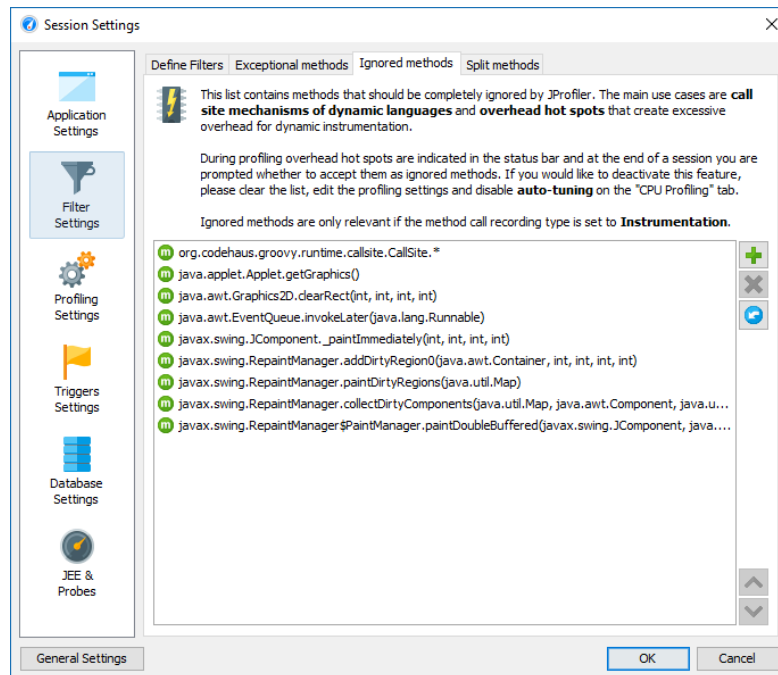 Session Settings
Application
Settings
Filter
Settings
Profiling
Settings
Triggers
Settings
Database
Settings
JEE &
Probes
Define Filters
Exceptional methods
Ignored methods
Split methods
This list contains methods that should be completely ignored by JProfiler. The main use cases are call
site mechanisms of dynamic languages and overhead hot spots that create excessive
overhead for dynamic instrumentation.
During profiling overhead hot spots are indicated in the status bar and at the end of a session you are
prompted whether to accept them as ignored methods. If you would like to deactivate this feature,
please clear the list, edit the profiling settings and disable auto-tuning on the "CPU Profiling" tab.
Ignored methods are only relevant if the method call recording type is set to Instrumentation.
m org.codehaus.groovy.runtime.callsite.CallSite.*
m java.applet.Applet.getGraphics()
m java.awt.Graphics2D.clearRect(int, int, int, int)
m java.awt.EventQueue.invokeLater(java.lang.Runnable)
m javax.swing.JComponent._paintImmediately(int, int, int, int)
m javax.swing.RepaintManager.addDirtyRegion0(java.awt.Container, int, int, int, int)
m javax.swing.RepaintManager.paintDirtyRegions(java.util.Map)
m javax.swing.RepaintManager.collectDirtyComponents(java.util.Map, java.awt.Component, java.u...
m javax.swing.RepaintManager$PaintManager.paintDoubleBuffered(javax.swing.JComponent, java....
General Settings
OK
Cancel